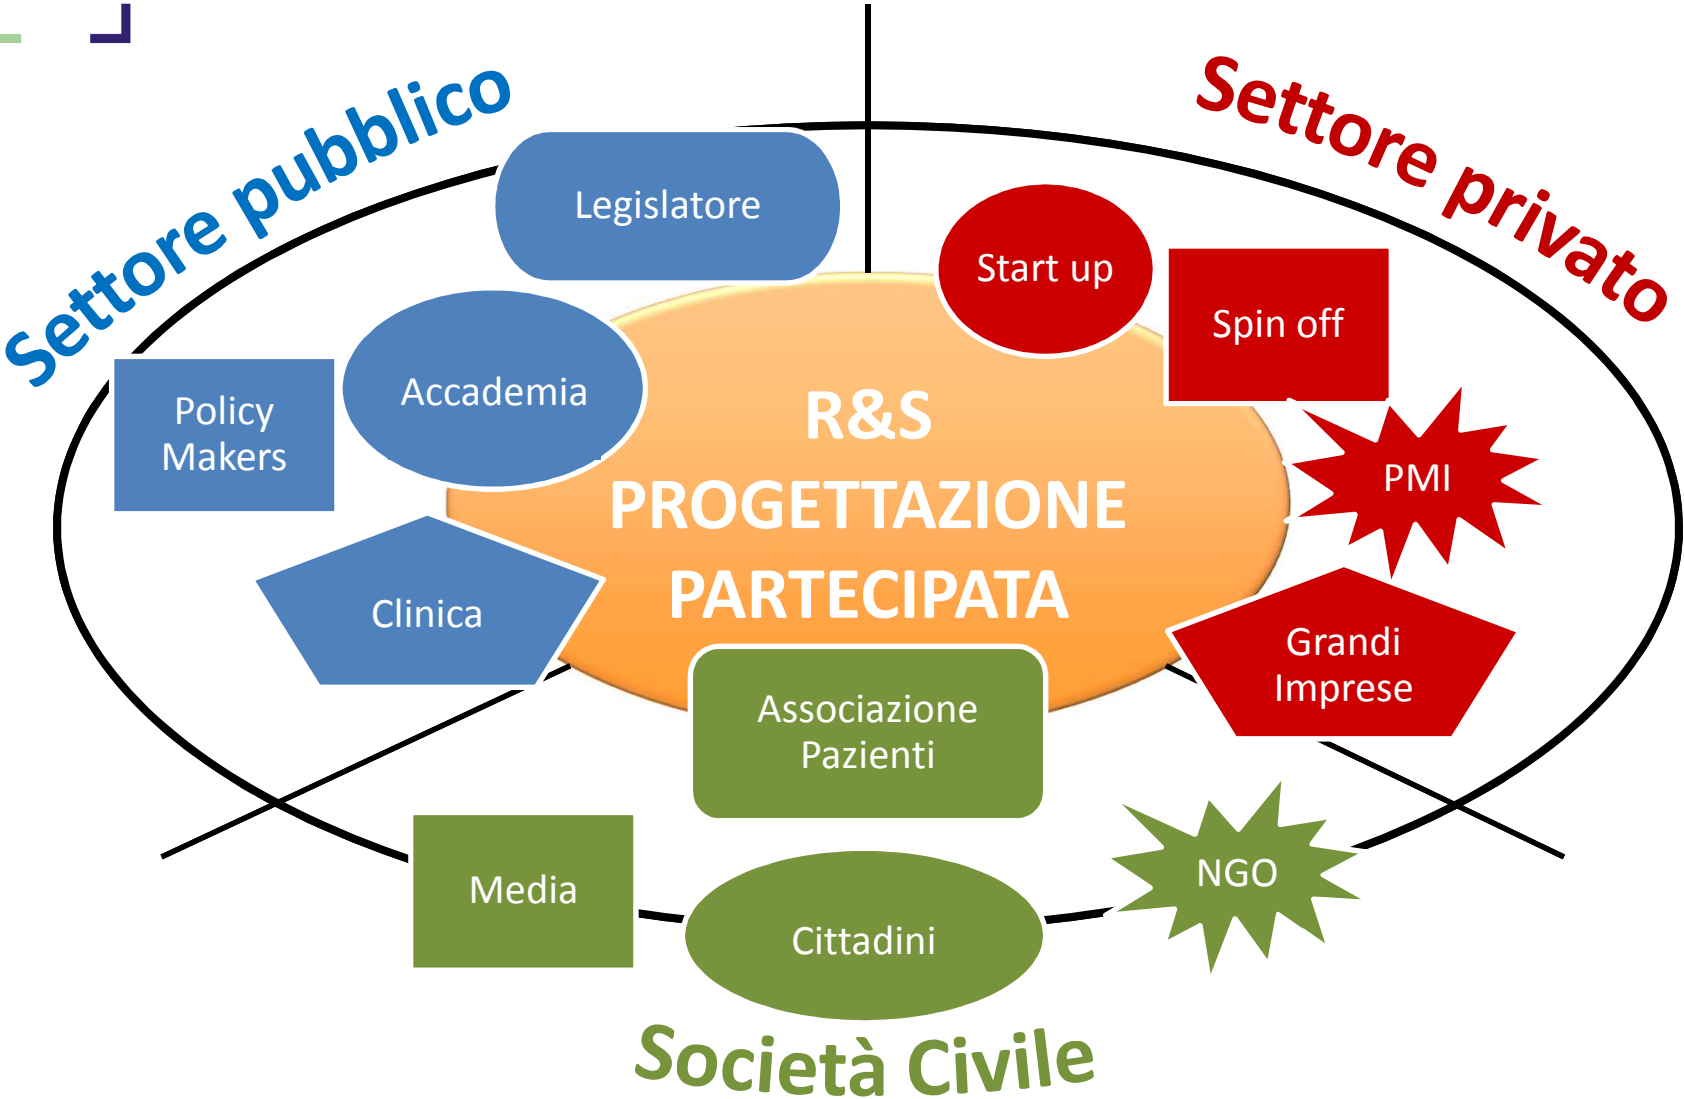 Settore pubblico
Settore privato
Legislatore
Start up
Spin off
Accademia
Policy
Makers
R&S
PROGETTAZIONE
PARTECIPATA
PMI
Clinica
Grandi
Imprese
Associazione
Pazienti
Media
Cittadini
NGO
Società Civile